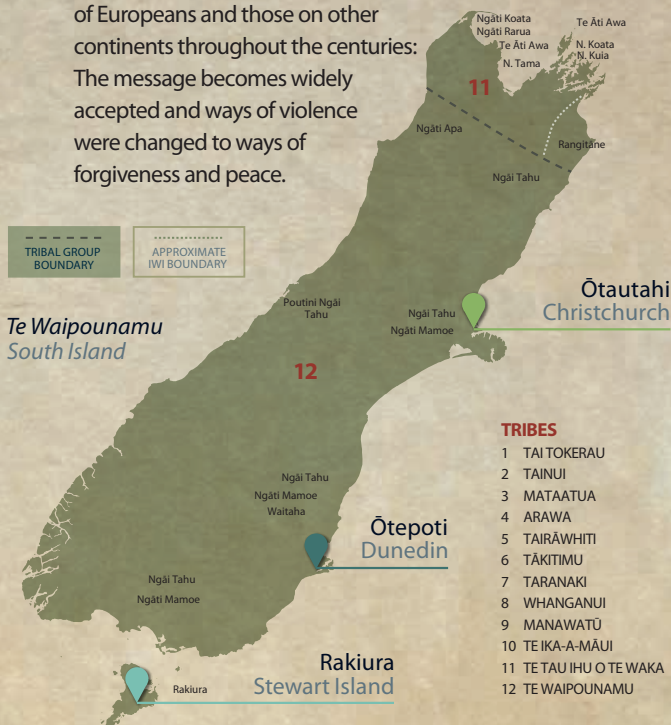 of Europeans and those on other
continents throughout the centuries:
The message becomes widely
accepted and ways of violence
were changed to ways of
forgiveness and peace.
Ngāti Koata
Ngāti Rarua
Te Āti Awa
N. Tama
Te Āti Awa
N. Koata
N. Kuia
11
Ngāti Apa
Rangitāne
Ngāi Tahu
TRIBAL GROUP
BOUNDARY
APPROXIMATE
IWI BOUNDARY
Te Waipounamu
South Island
Poutini Ngāi
Tahu
Ngāi Tahu
Ngāti Mamoe
Ōtautahi
Christchurch
12
Ngāi Tahu
Ngāti Mamoe
Waitaha
Ōtepoti
Dunedin
Ngāi Tahu
Ngāti Mamoe
Rakiura
Rakiura
Stewart Island
TRIBES
1 TAI TOKERAU
2 TAINUI
3 MATAATUA
4 ARAWA
5 TAIRĀWHITI
6 TĀKITIMU
7 TARANAKI
8 WHANGANUI
9 MANAWATŪ
10 TE IKA-A-MĀUI
11 TE TAU IHU O TE WAKA
12 TE WAIPOUNAMU